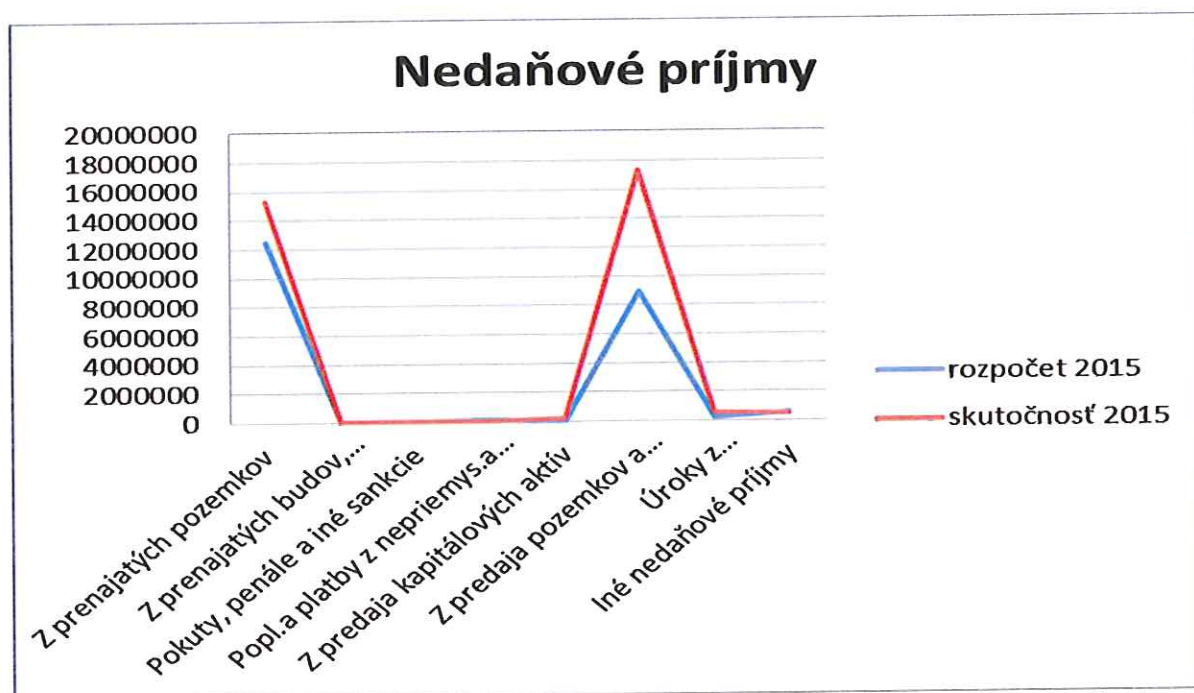 Nedaňové príjmy
20000000
18000000
16000000
14000000
12000000
10000000
8000000
6000000
4000000
2000000
0
Z prenajatých pozemkov
Z prenajatých budov,...
Pokuty, penále a iné sankcie
Popl.a platby z nepriemys.a...
Z predaja kapitálových aktív
Z predaja pozemkov a...
Úroky z...
Iné nedaňové príjmy
rozpočet 2015
skutočnosť 2015